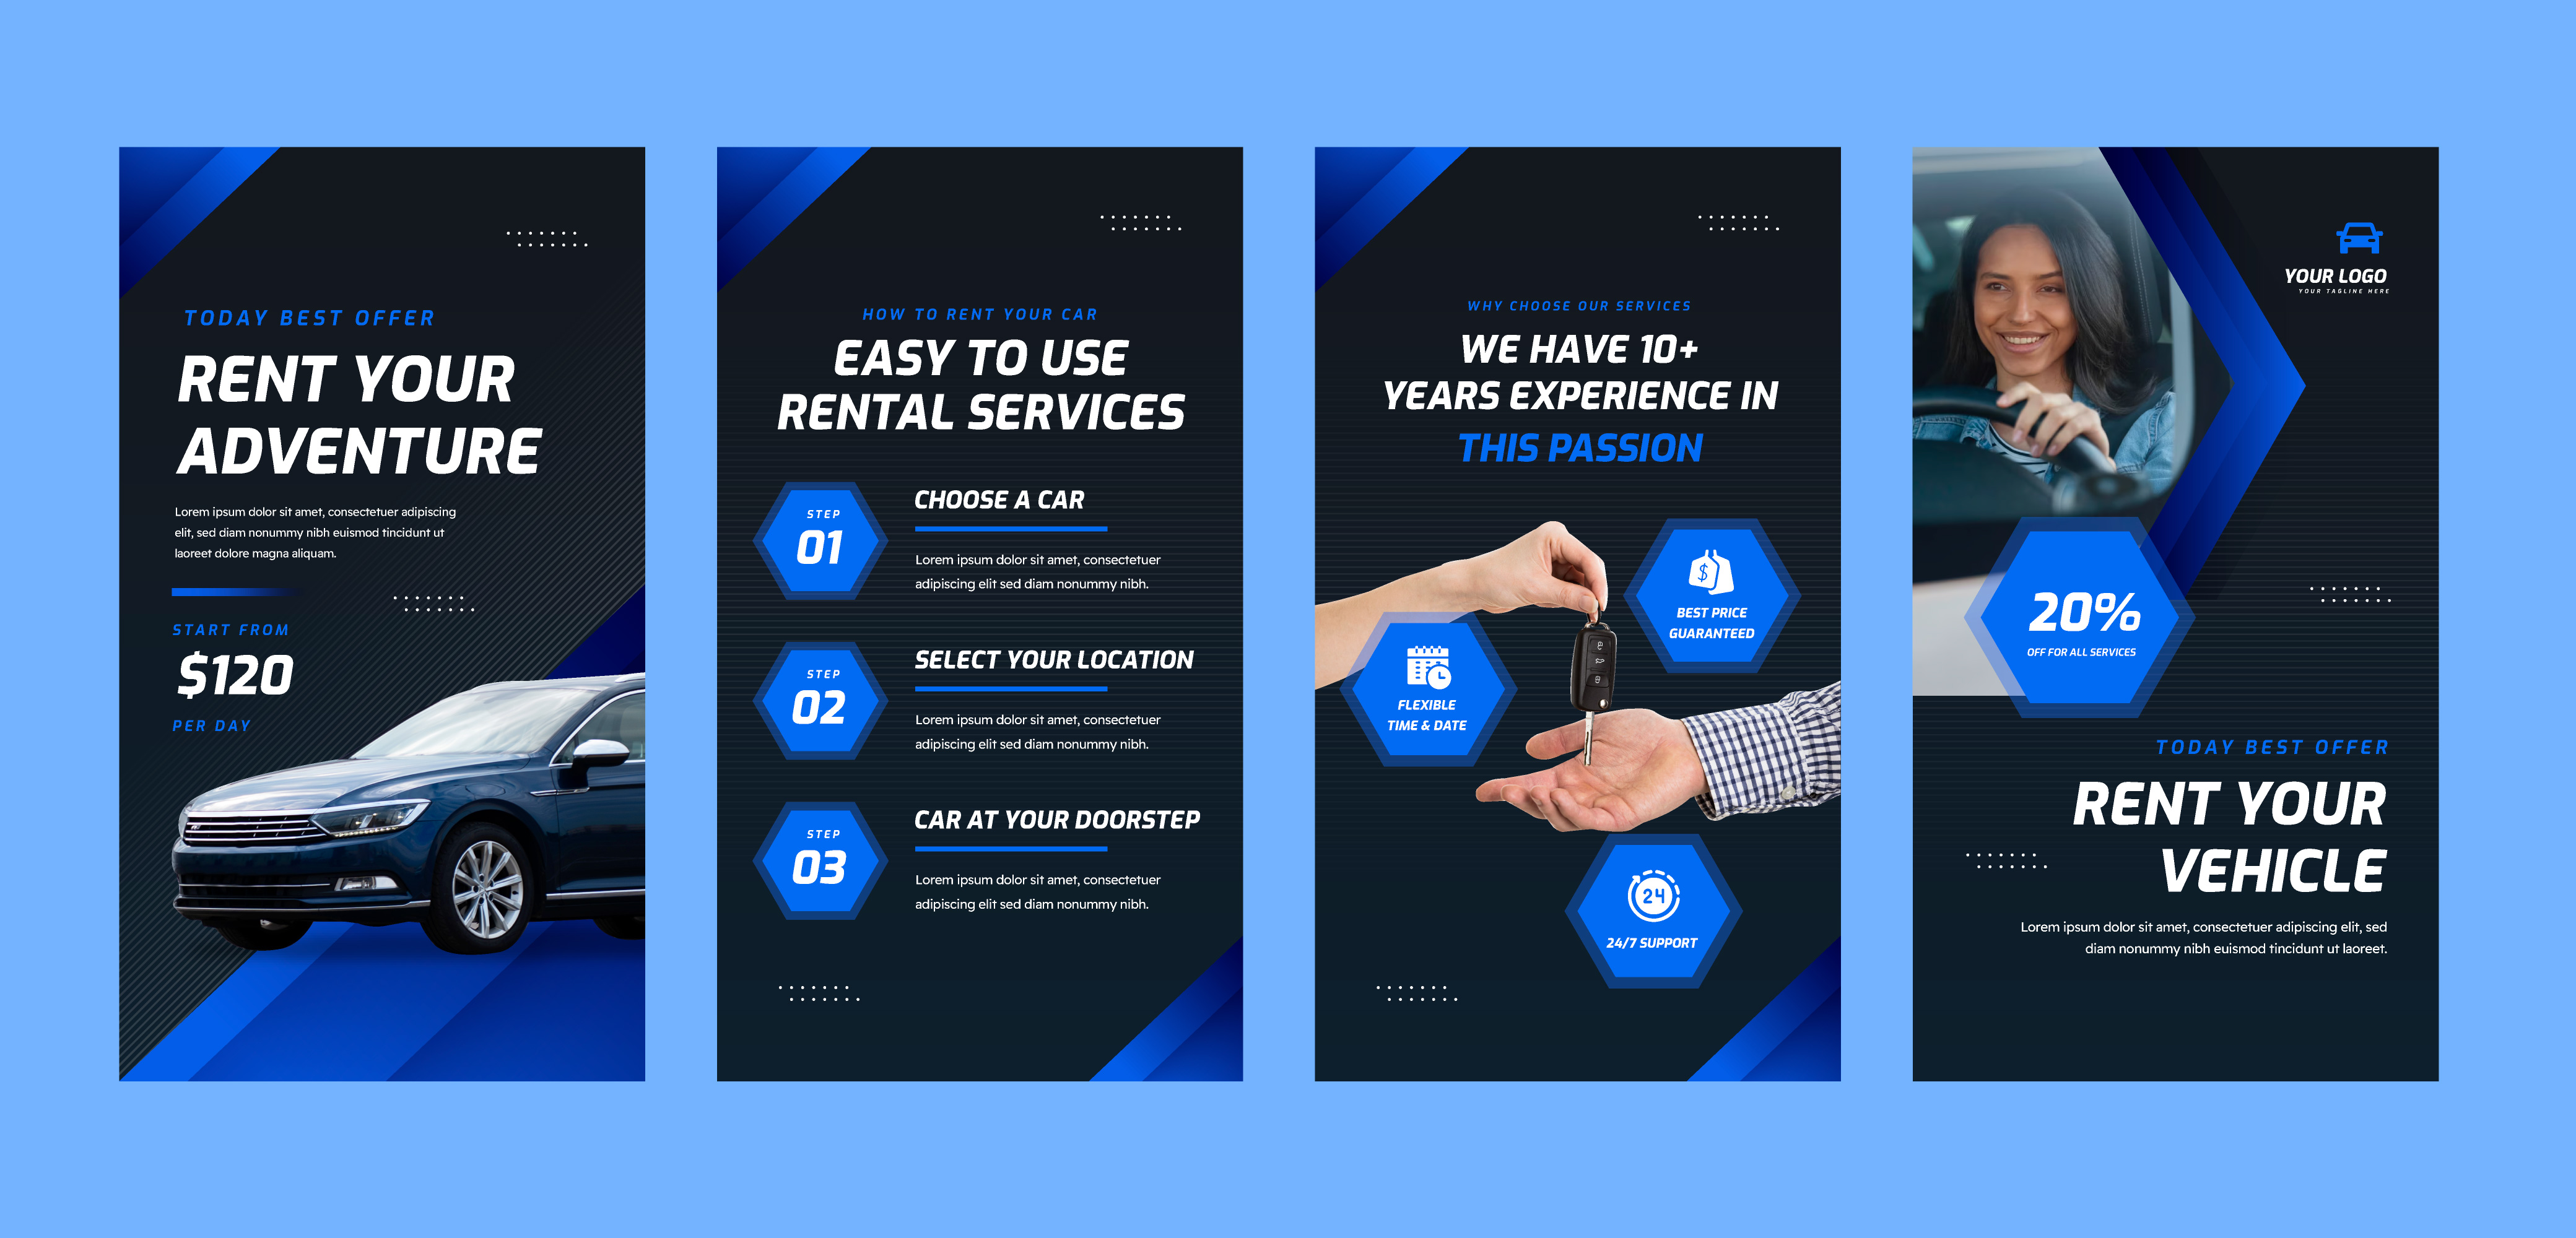 TODAY BEST OFFER
RENT YOUR
ADVENTURE
Lorem ipsum dolor sit amet, consectetuer adipiscing
elit, sed diam nonummy nibh euismod tincidunt ut
laoreet dolore magna aliquam.
START FROM
$120
PER DAY
HOW TO RENT YOUR CAR
EASY TO USE
RENTAL SERVICES
STEP
01
CHOOSE A CAR
Lorem ipsum dolor sit amet, consectetuer
adipiscing elit sed diam nonummy nibh.
STEP
02
SELECT YOUR LOCATION
Lorem ipsum dolor sit amet, consectetuer
adipiscing elit sed diam nonummy nibh.
STEP
03
CAR AT YOUR DOORSTEP
Lorem ipsum dolor sit amet, consectetuer
adipiscing elit sed diam nonummy nibh.
WHY CHOOSE OUR SERVICES
WE HAVE 10+
YEARS EXPERIENCE IN
THIS PASSION
$
BEST PRICE
GUARANTEED
FLEXIBLE
TIME & DATE
24
24/7 SUPPORT
YOUR LOGO
YOUR TAGLINE HERE
20%
OFF FOR ALL SERVICES
TODAY BEST OFFER
RENT YOUR
VEHICLE
Lorem ipsum dolor sit amet, consectetuer adipiscing elit, sed
diam nonummy nibh euismod tincidunt ut laoreet.